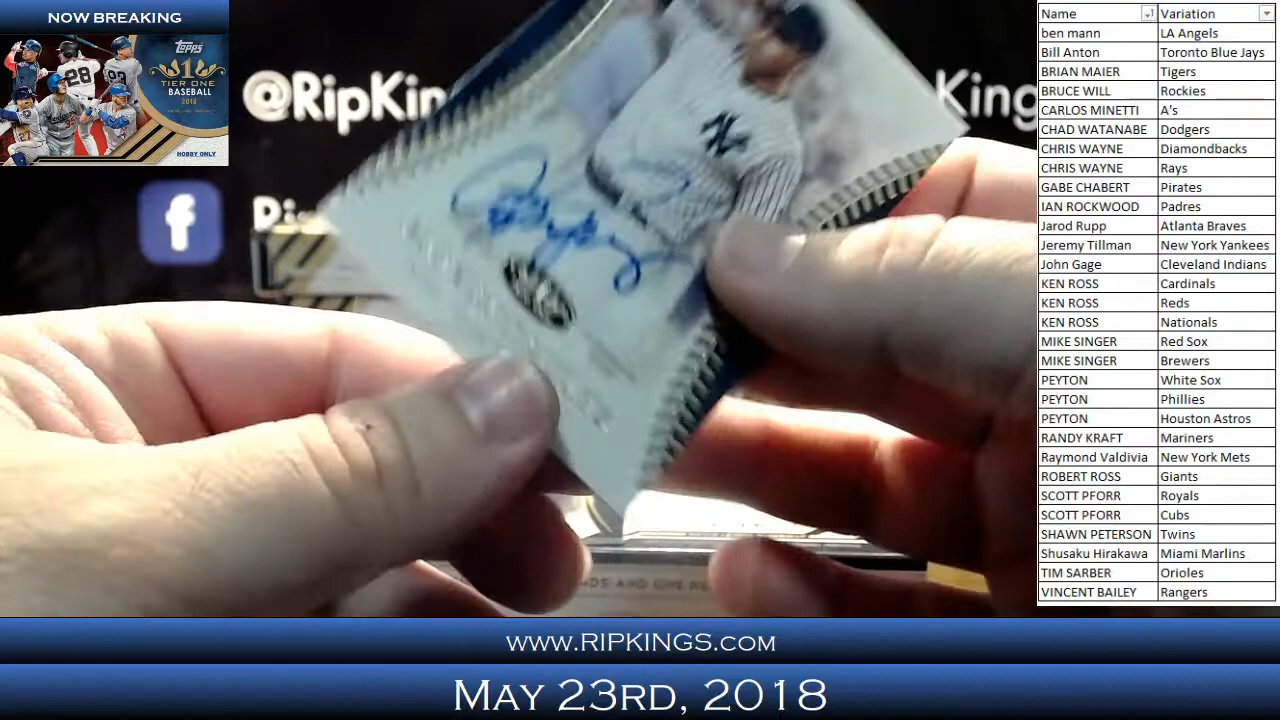 NOW BREAKING
Topps
1
TIER ONE
BASEBALL
2018
HOBBY ONLY
28
@RipKin
King
f
Ri
NY
www.RIPKINGS.com
May 23rd, 2018
Name Variation
ben mann LA Angels
Bill Anton Toronto Blue Jays
BRIAN MAIER Tigers
BRUCE WILL Rockies
CARLOS MINETTI A's
CHAD WATANABE Dodgers
CHRIS WAYNE Diamondbacks
CHRIS WAYNE Rays
GABE CHABERT Pirates
IAN ROCKWOOD Padres
Jarod Rupp Atlanta Braves
Jeremy Tillman New York Yankees
John Gage Cleveland Indians
KEN ROSS Cardinals
KEN ROSS Reds
KEN ROSS Nationals
MIKE SINGER Red Sox
MIKE SINGER Brewers
PEYTON White Sox
PEYTON Phillies
PEYTON Houston Astros
RANDY KRAFT Mariners
Raymond Valdivia New York Mets
ROBERT ROSS Giants
SCOTT PFORR Royals
SCOTT PFORR Cubs
SHAWN PETERSON Twins
Shusaku Hirakawa Miami Marlins
TIM SARBER Orioles
VINCENT BAILEY Rangers